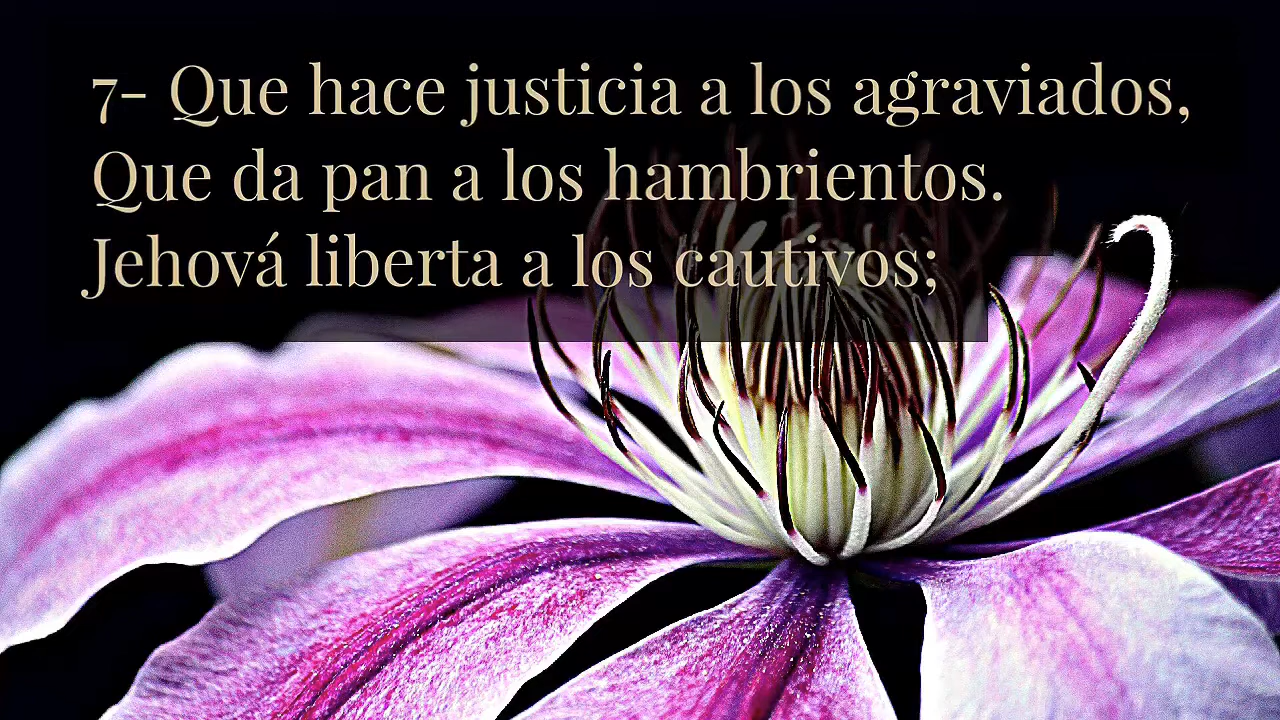 7- Que hace justicia a los agraviados,
Que da pan a los hambrientos.
Jehová liberta a los cautivos;